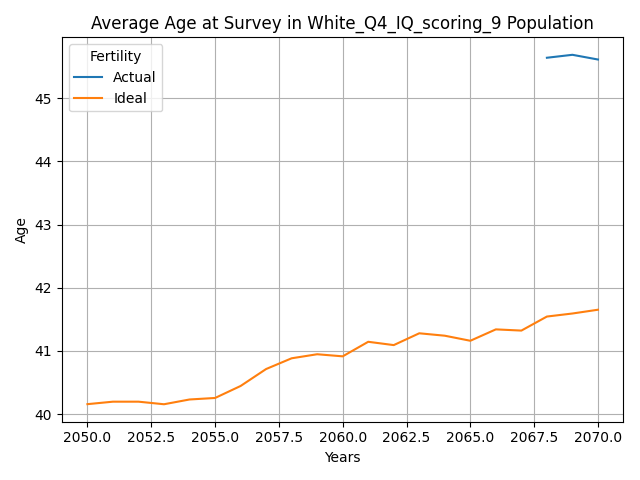 Average Age at Survey in White_Q4_IQ_scoring_9 Population
Fertility
Actual
Ideal
45
44
43
42
41
40
Age
2050.0 2052.5 2055.0 2057.5 2060.0 2062.5 2065.0 2067.5 2070.0
Years